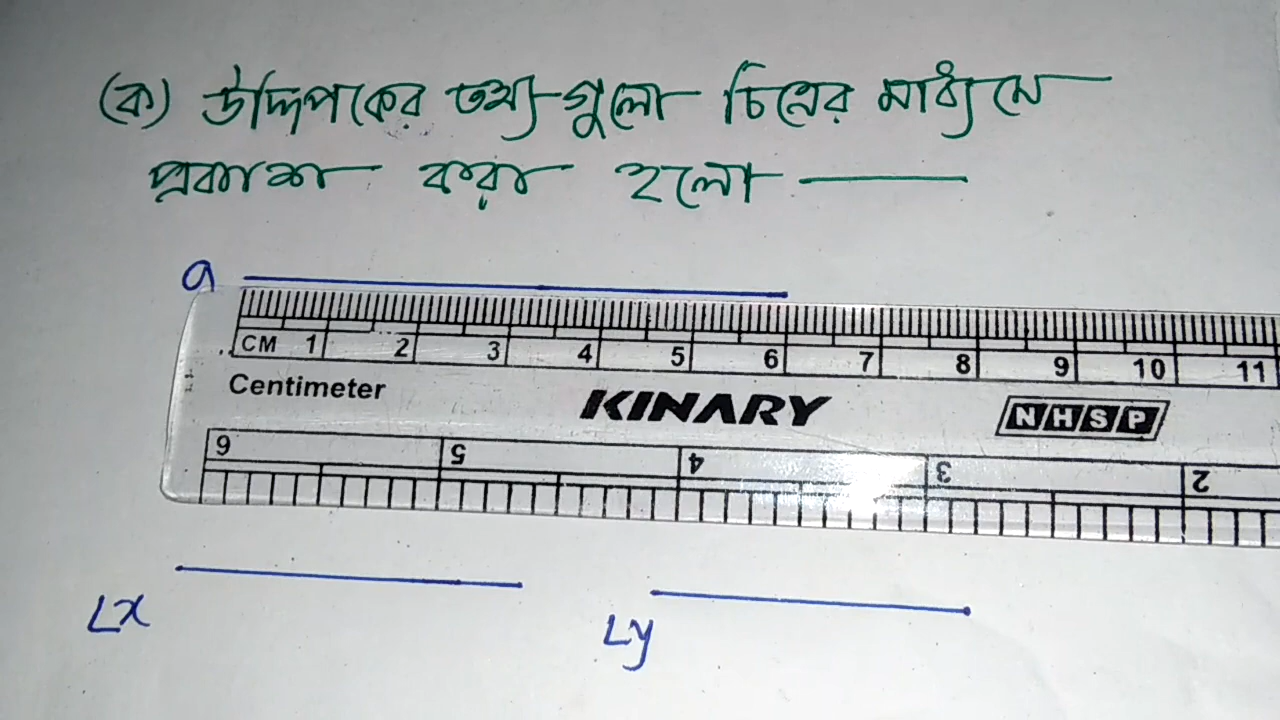 (ক) উদ্দিপকের তথ্যগুলো চিত্রের মাধ্যমে
প্রকাশ করা হলো —
a
CM 1 2 3 4 5 6 7 8 9 10 11
Centimeter
KINARY
NHSP
6 5 4 3 2
∠x
∠y